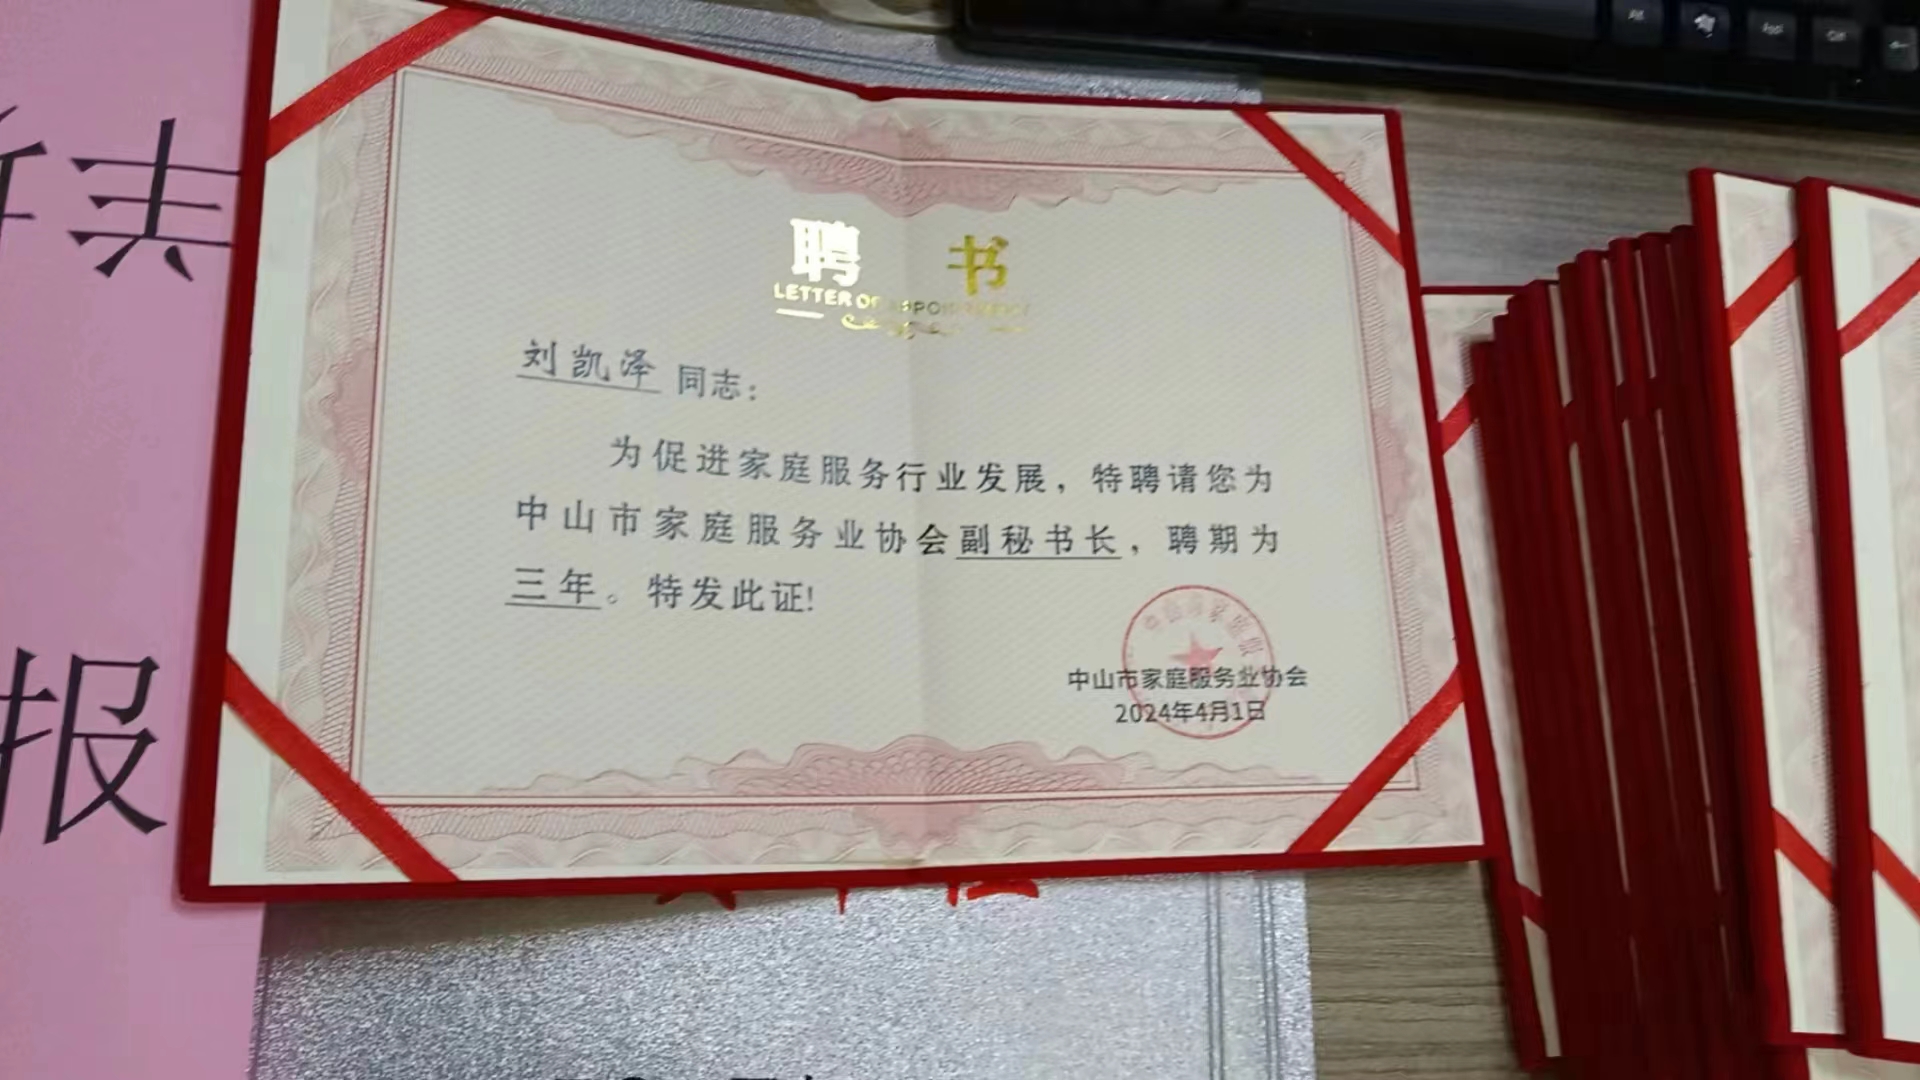 聘 书
LETTER OF APPOINTMENT
刘凯泽 同志：
为促进家庭服务行业发展，特聘请您为
中山市家庭服务业协会副秘书长，聘期为
三年。特发此证！
中山市家庭服务业协会
2024年4月1日
报